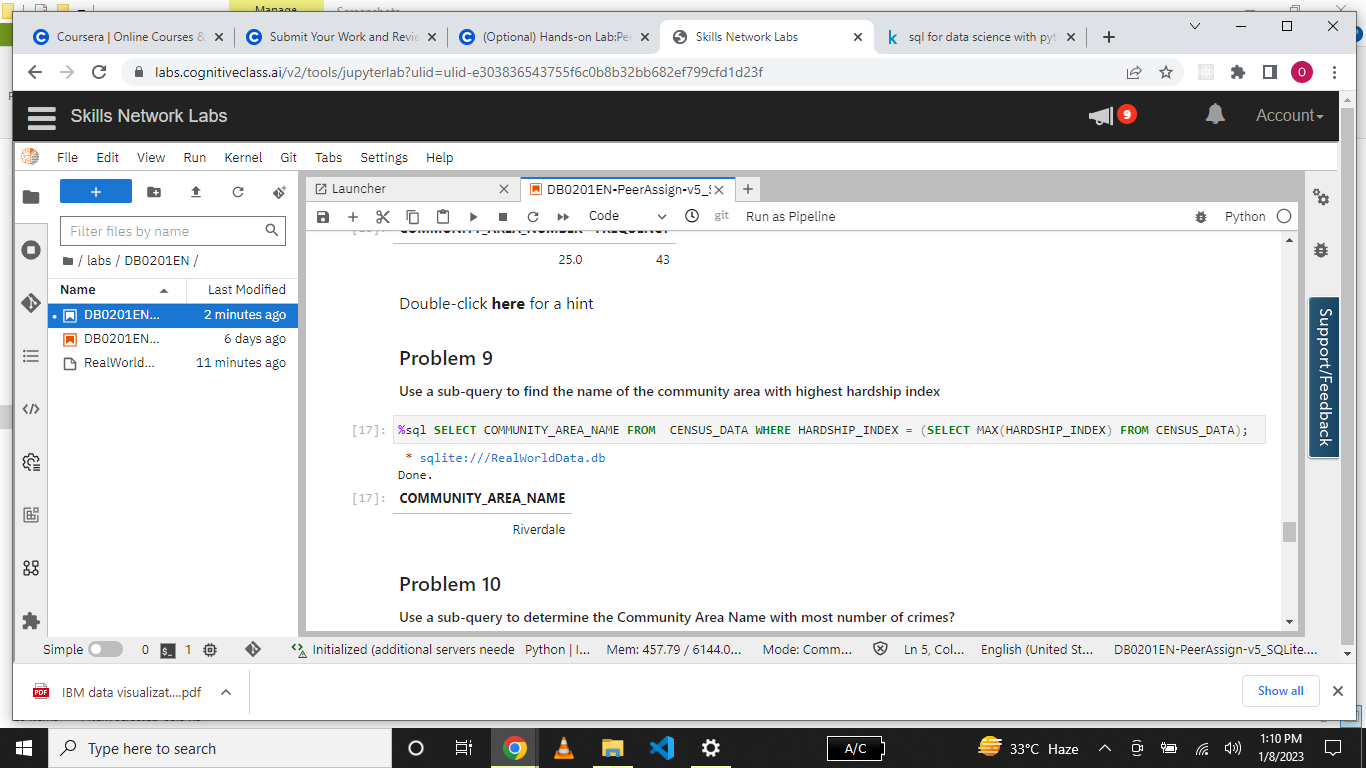 Manage
Coursera | Online Courses &
Submit Your Work and Revie
(Optional) Hands-on Lab:Pe
Skills Network Labs
sql for data science with pyt
labs.cognitiveclass.ai/v2/tools/jupyterlab?ulid=ulid-e303836543755f6c0b8b32bb682ef799cfd1d23f
O
Skills Network Labs
9
Account
File Edit View Run Kernel Git Tabs Settings Help
Launcher
DB0201EN-PeerAssign-v5_S
Code
git
Run as Pipeline
Python
Filter files by name
/ labs / DB0201EN /
Name Last Modified
DB0201EN... 2 minutes ago
DB0201EN... 6 days ago
RealWorld... 11 minutes ago
COMMUNITY_AREA_NUMBER FREQUENCY
25.0 43
Double-click here for a hint
Problem 9
Use a sub-query to find the name of the community area with highest hardship index
[17]: %sql SELECT COMMUNITY_AREA_NAME FROM  CENSUS_DATA WHERE HARDSHIP_INDEX = (SELECT MAX(HARDSHIP_INDEX) FROM CENSUS_DATA);
* sqlite:///RealWorldData.db
Done.
[17]: COMMUNITY_AREA_NAME
Riverdale
Problem 10
Use a sub-query to determine the Community Area Name with most number of crimes?
Support/Feedback
Simple 0 1 Initialized (additional servers neede Python | I... Mem: 457.79 / 6144.0... Mode: Comm... Ln 5, Col... English (United St... DB0201EN-PeerAssign-v5_SQLite....
PDF IBM data visualizat....pdf
Show all
Type here to search
A/C
33°C Haze
1:10 PM
1/8/2023